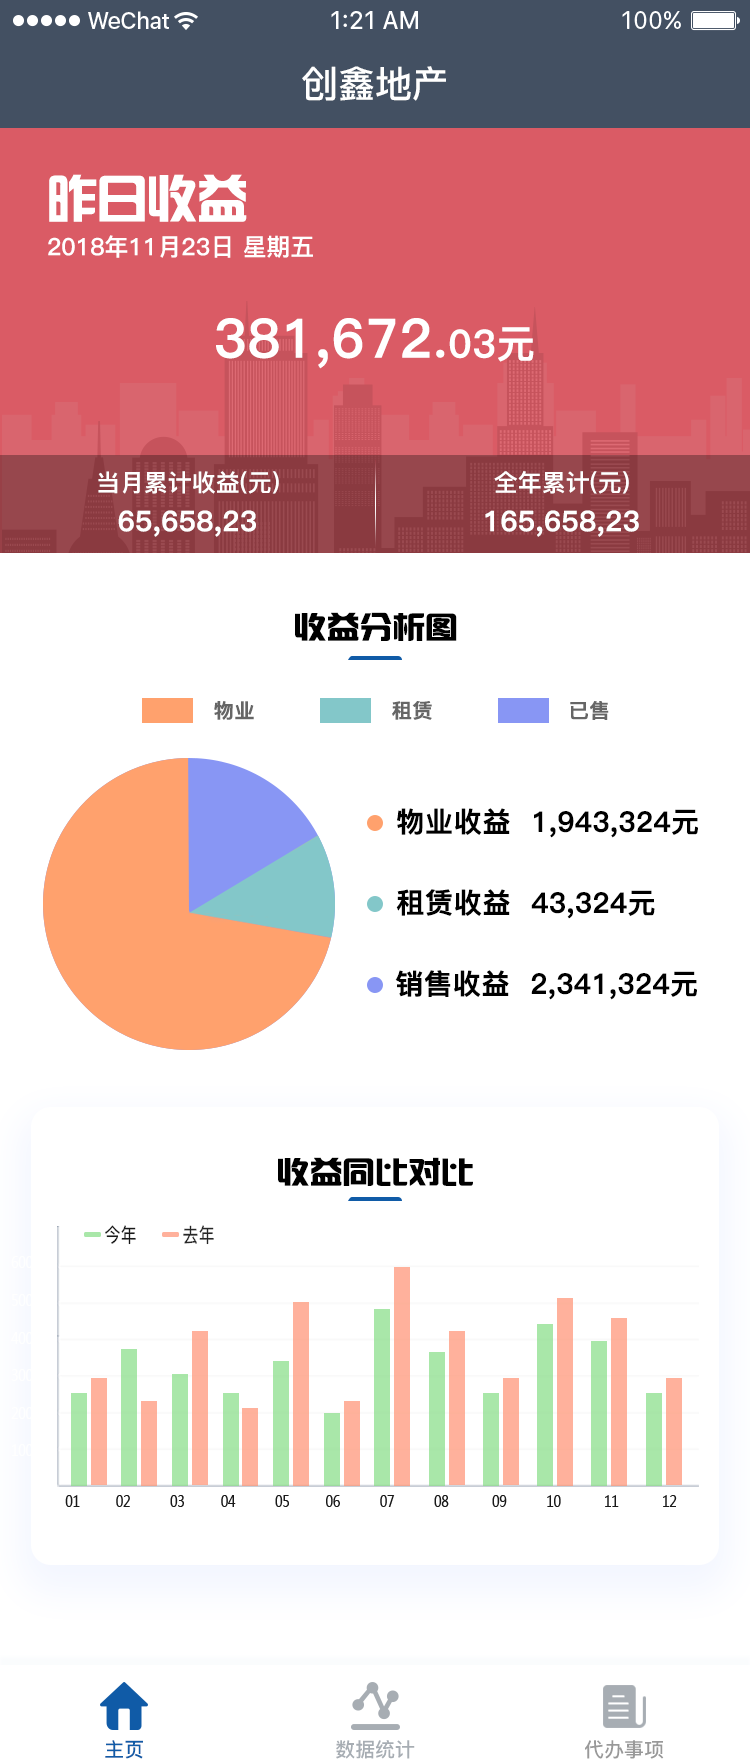 WeChat 1:21 AM 100%
创鑫地产
昨日收益
2018年11月23日 星期五
381,672.03元
当月累计收益(元) 全年累计(元)
65,658,23 165,658,23
收益分析图
物业 租赁 已售
物业收益 1,943,324元
租赁收益 43,324元
销售收益 2,341,324元
收益同比对比
今年 去年
01 02 03 04 05 06 07 08 09 10 11 12
主页 数据统计 代办事项